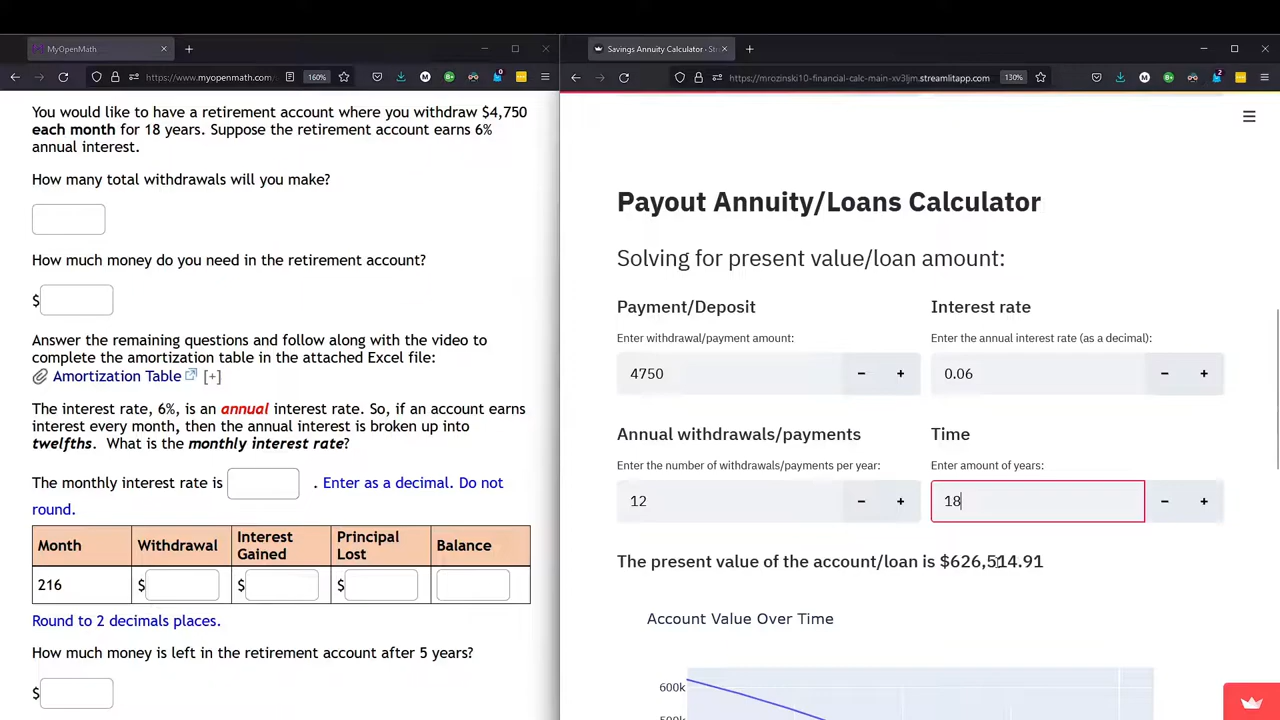 MyOpenMath
https://www.myopenmath.com
160%
You would like to have a retirement account where you withdraw $4,750
each month for 18 years. Suppose the retirement account earns 6%
annual interest.
How many total withdrawals will you make?
How much money do you need in the retirement account?
$
Answer the remaining questions and follow along with the video to
complete the amortization table in the attached Excel file:
Amortization Table [+]
The interest rate, 6%, is an annual interest rate. So, if an account earns
interest every month, then the annual interest is broken up into
twelfths. What is the monthly interest rate?
The monthly interest rate is . Enter as a decimal. Do not
round.
Month Withdrawal Interest Gained Principal Lost Balance
216 $ $ $
Round to 2 decimals places.
How much money is left in the retirement account after 5 years?
$
Savings Annuity Calculator · Str
https://mrozinski10-financial-calc-main-xv3ljm.streamlitapp.com
130%
Payout Annuity/Loans Calculator
Solving for present value/loan amount:
Payment/Deposit Interest rate
Enter withdrawal/payment amount: Enter the annual interest rate (as a decimal):
4750 − + 0.06 − +
Annual withdrawals/payments Time
Enter the number of withdrawals/payments per year: Enter amount of years:
12 − + 18 − +
The present value of the account/loan is $626,514.91
Account Value Over Time
600k